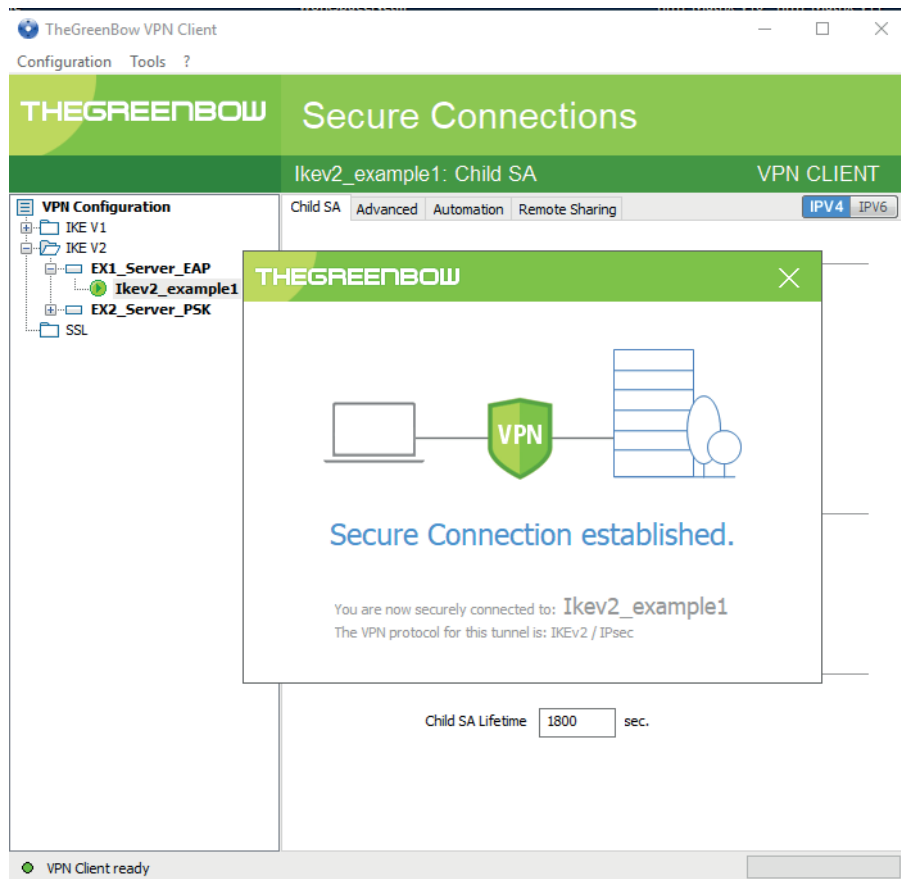 TheGreenBow VPN Client
Configuration Tools ?
THEGREENBOW
Secure Connections
Ikev2_example1: Child SA
VPN CLIENT
VPN Configuration
IKE V1
IKE V2
EX1_Server_EAP
Ikev2_example1
EX2_Server_PSK
SSL
Child SA Advanced Automation Remote Sharing
IPV4 IPV6
THEGREENBOW
VPN
Secure Connection established.
You are now securely connected to: Ikev2_example1
The VPN protocol for this tunnel is: IKEv2 / IPsec
Child SA Lifetime 1800 sec.
VPN Client ready